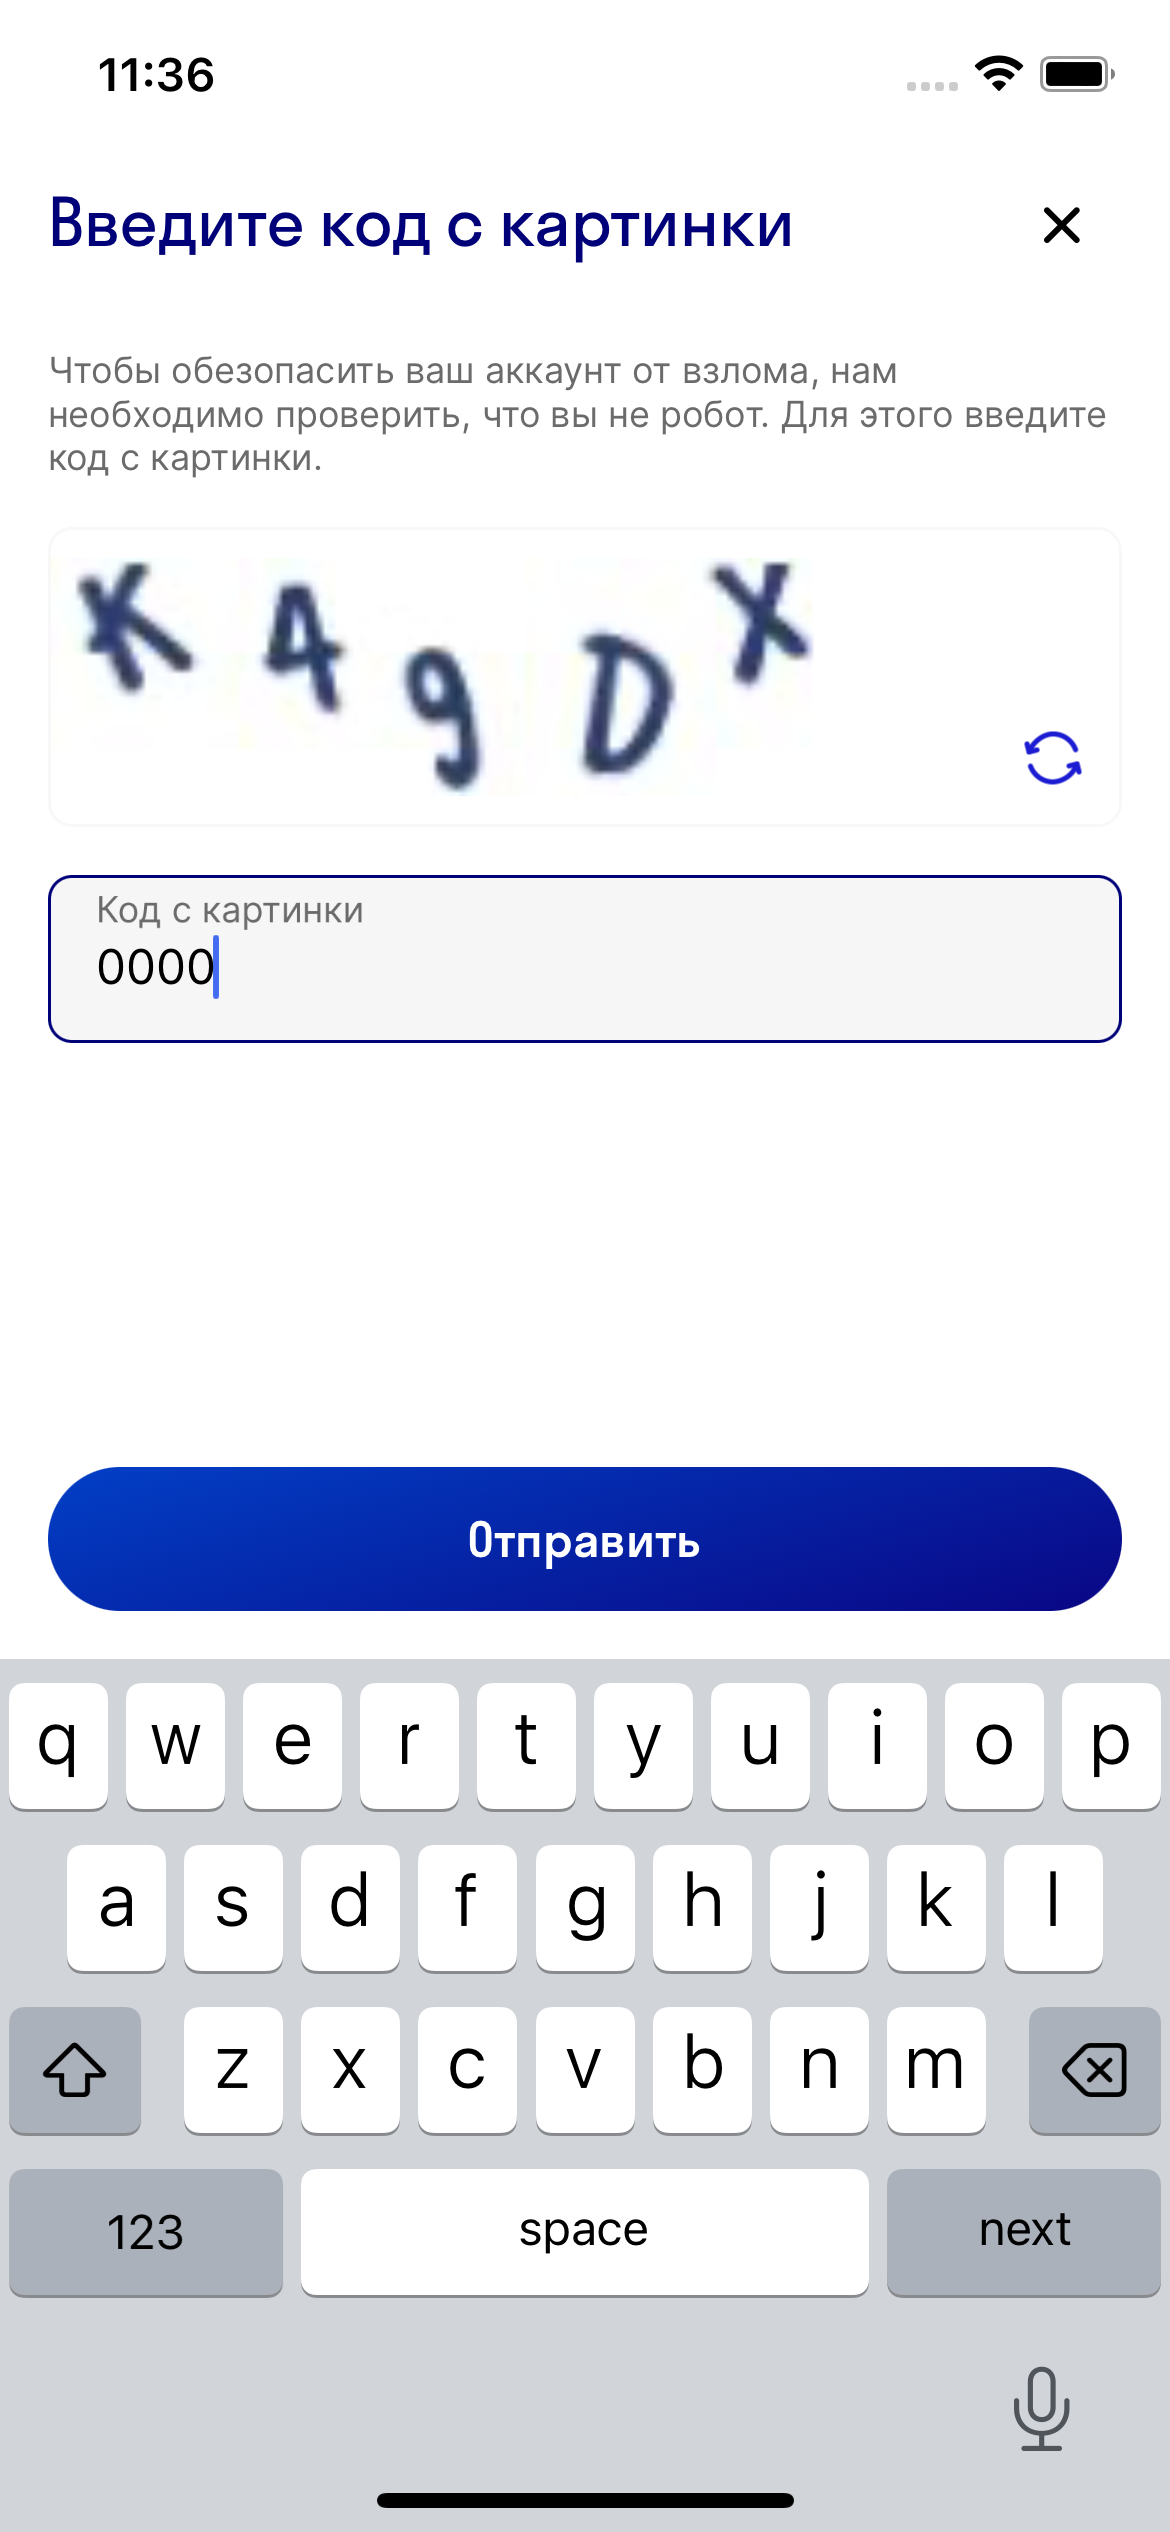 11:36
Введите код с картинки
Чтобы обезопасить ваш аккаунт от взлома, нам
необходимо проверить, что вы не робот. Для этого введите
код с картинки.
K 4 9 D X
Код с картинки
0000
Отправить
q w e r t y u i o p
a s d f g h j k l
z x c v b n m
123 space next